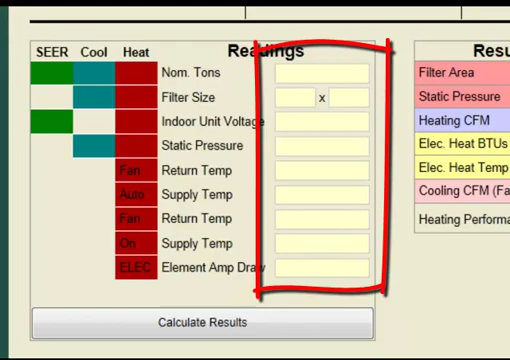 SEER Cool Heat Readings
Nom. Tons
Filter Size x
Indoor Unit Voltage
Static Pressure
Fan Return Temp
Auto Supply Temp
Fan Return Temp
On Supply Temp
ELEC Element Amp Draw
Calculate Results
Resu
Filter Area
Static Pressure
Heating CFM
Elec. Heat BTUs
Elec. Heat Temp
Cooling CFM (Fa
Heating Performa